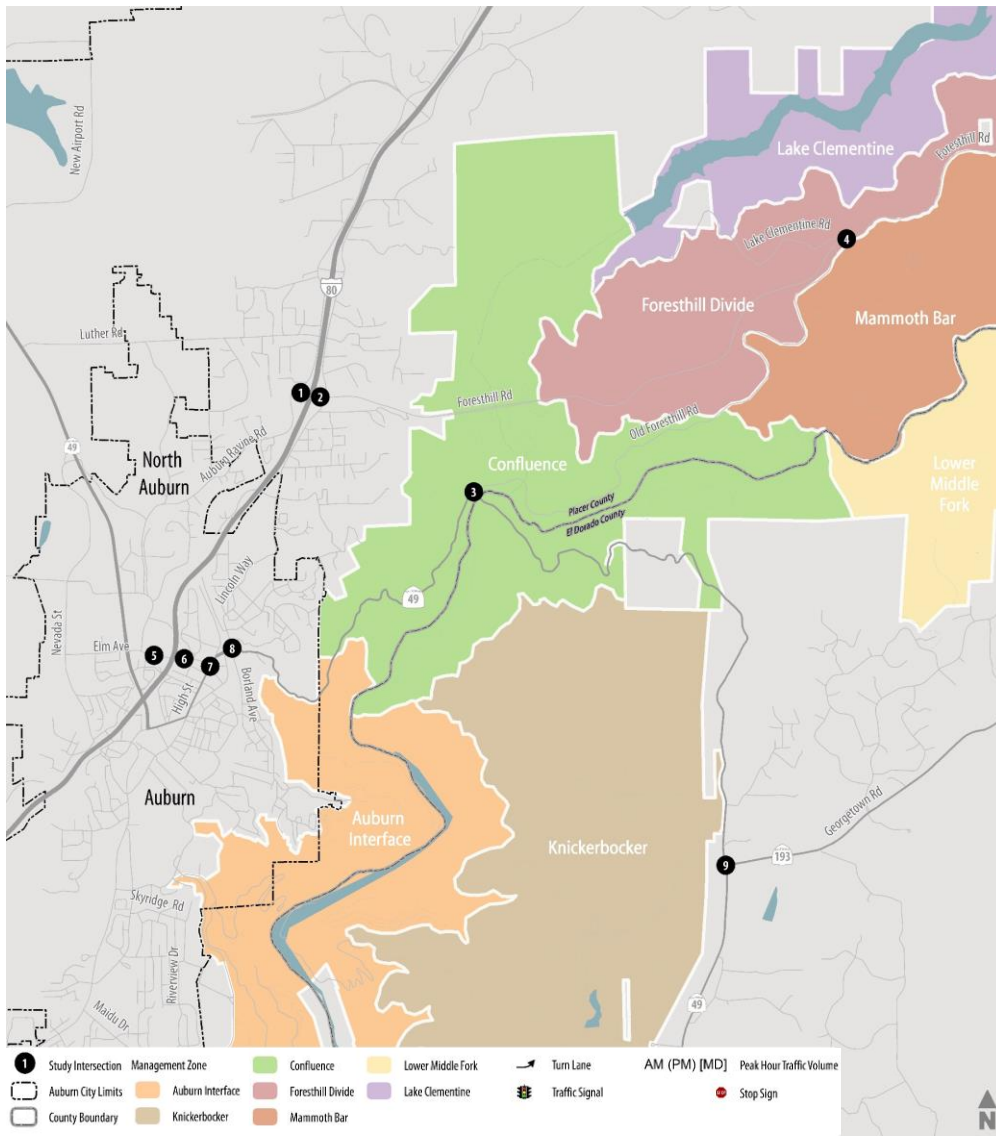 New Airport Rd
Lake Clementine
Foresthill Rd
Lake Clementine Rd
4
80
Foresthill Divide
Mammoth Bar
Luther Rd
1
2
Foresthill Rd
Old Foresthill Rd
49
Auburn Ravine Rd
North
Auburn
Confluence
Lower
Middle
Fork
3
Placer County
El Dorado County
Lincoln Way
49
Nevada St
Elm Ave
5
6
7
8
High St
Borland Ave
Auburn
Auburn
Interface
Knickerbocker
Georgetown Rd
193
9
Skyridge Rd
Riverview Dr
Maidu Dr
49
1 Study Intersection
Management Zone
Confluence
Lower Middle Fork
Turn Lane
AM (PM) [MD] Peak Hour Traffic Volume
Auburn City Limits
Auburn Interface
Foresthill Divide
Lake Clementine
Traffic Signal
STOP Stop Sign
County Boundary
Knickerbocker
Mammoth Bar
N